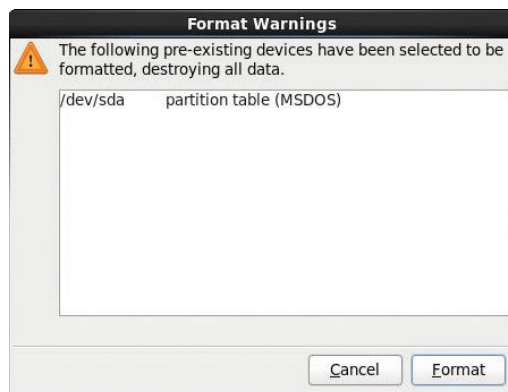 Format Warnings
The following pre-existing devices have been selected to be
formatted, destroying all data.
/dev/sda partition table (MSDOS)
Cancel Format